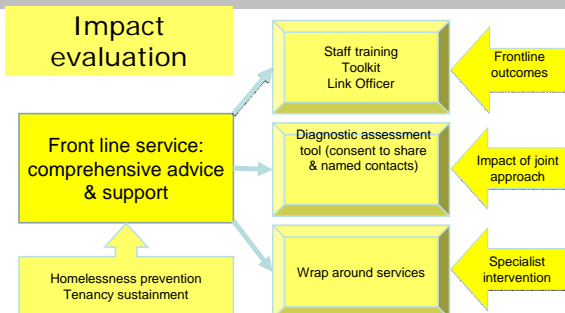 Impact
evaluation
Staff training
Toolkit
Link Officer
Frontline
outcomes
Front line service:
comprehensive advice
& support
Diagnostic assessment
tool (consent to share
& named contacts)
Impact of joint
approach
Homelessness prevention
Tenancy sustainment
Wrap around services
Specialist
intervention